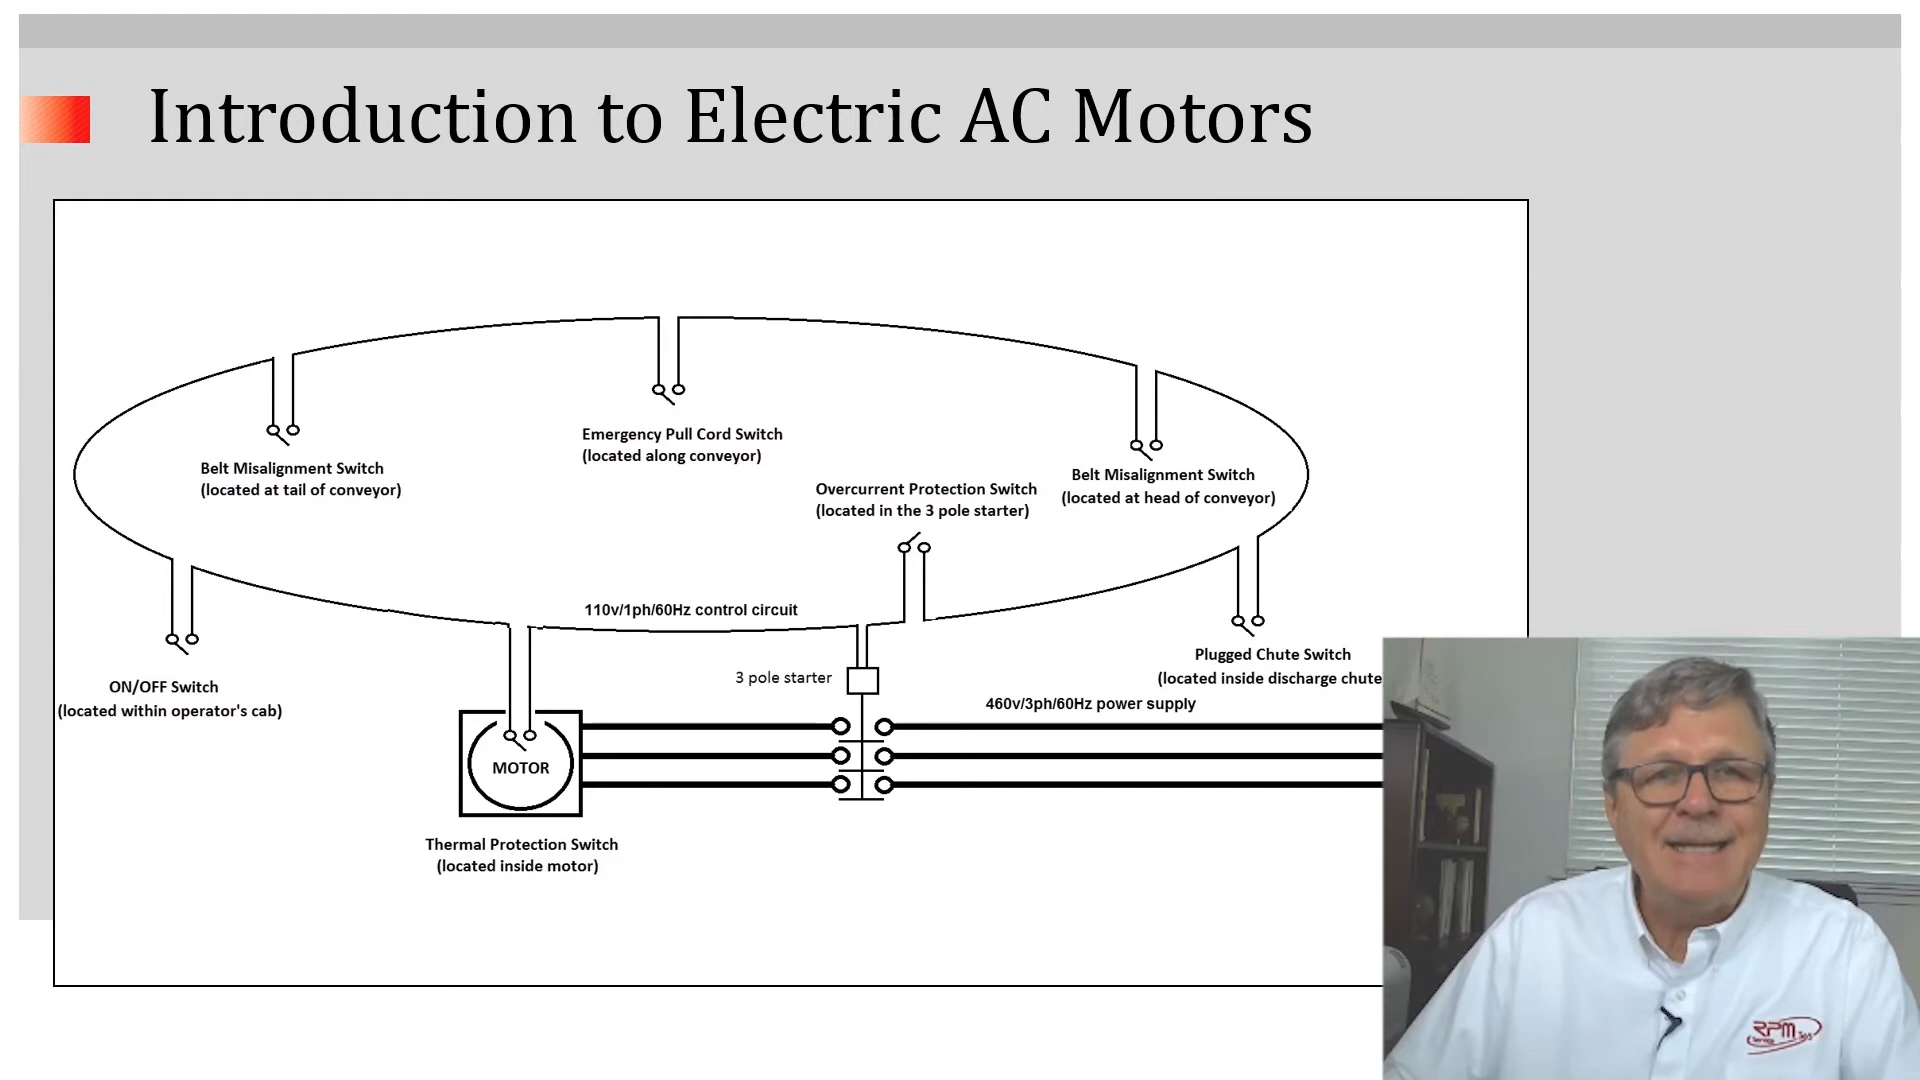 Introduction to Electric AC Motors
Emergency Pull Cord Switch
(located along conveyor)
Belt Misalignment Switch
(located at tail of conveyor)
Belt Misalignment Switch
(located at head of conveyor)
Overcurrent Protection Switch
(located in the 3 pole starter)
110v/1ph/60Hz control circuit
ON/OFF Switch
(located within operator's cab)
3 pole starter
Plugged Chute Switch
(located inside discharge chute
460v/3ph/60Hz power supply
MOTOR
Thermal Protection Switch
(located inside motor)
RPM
Service